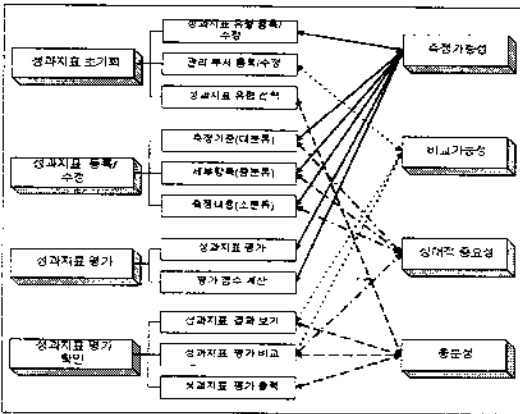 성과지표 초기화
성과지표 유형 등록/
수정
관리 부서 등록/수정
성과지표 유형 선택
성과지표 등록/
수정
측정기준(대분류)
세부항목(중분류)
측정내용(소분류)
성과지표 평가
성과지표 평가
평가 점수 계산
성과지표 평가/
확인
성과지표 결과 보기
성과지표 평가 비교
성과지표 평가 출력
측정가능성
비교가능성
상대적 중요성
충분성